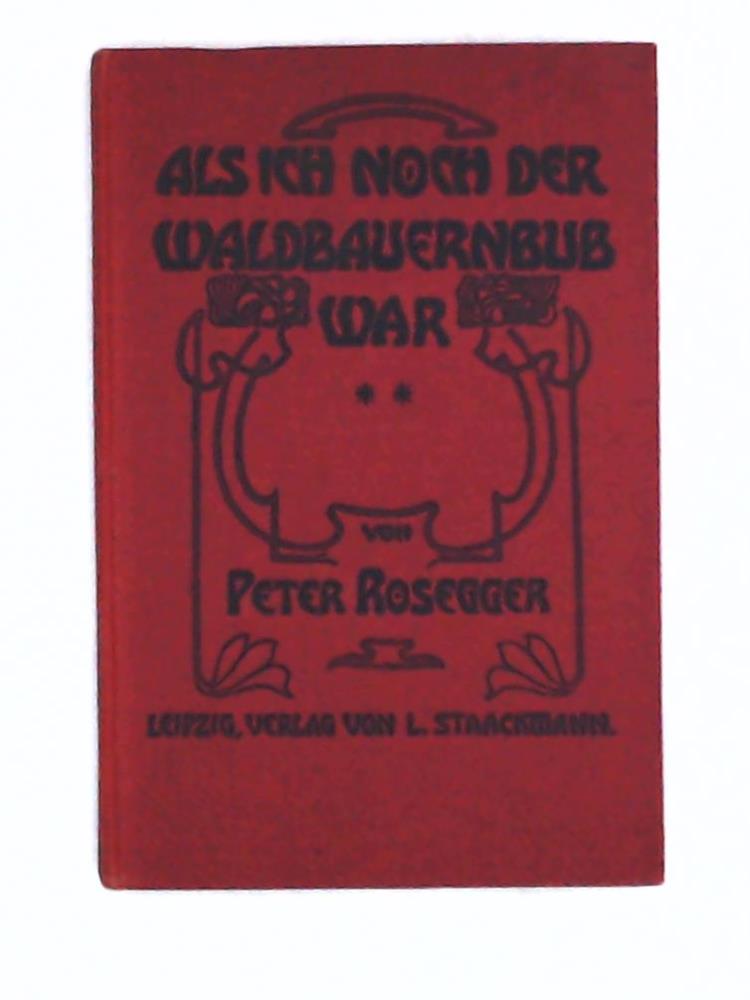 ALS ICH NOCH DER
WALDBAUERNBUB
WAR
* *
VON
PETER ROSEGGER
LEIPZIG, VERLAG VON L. STAACKMANN.